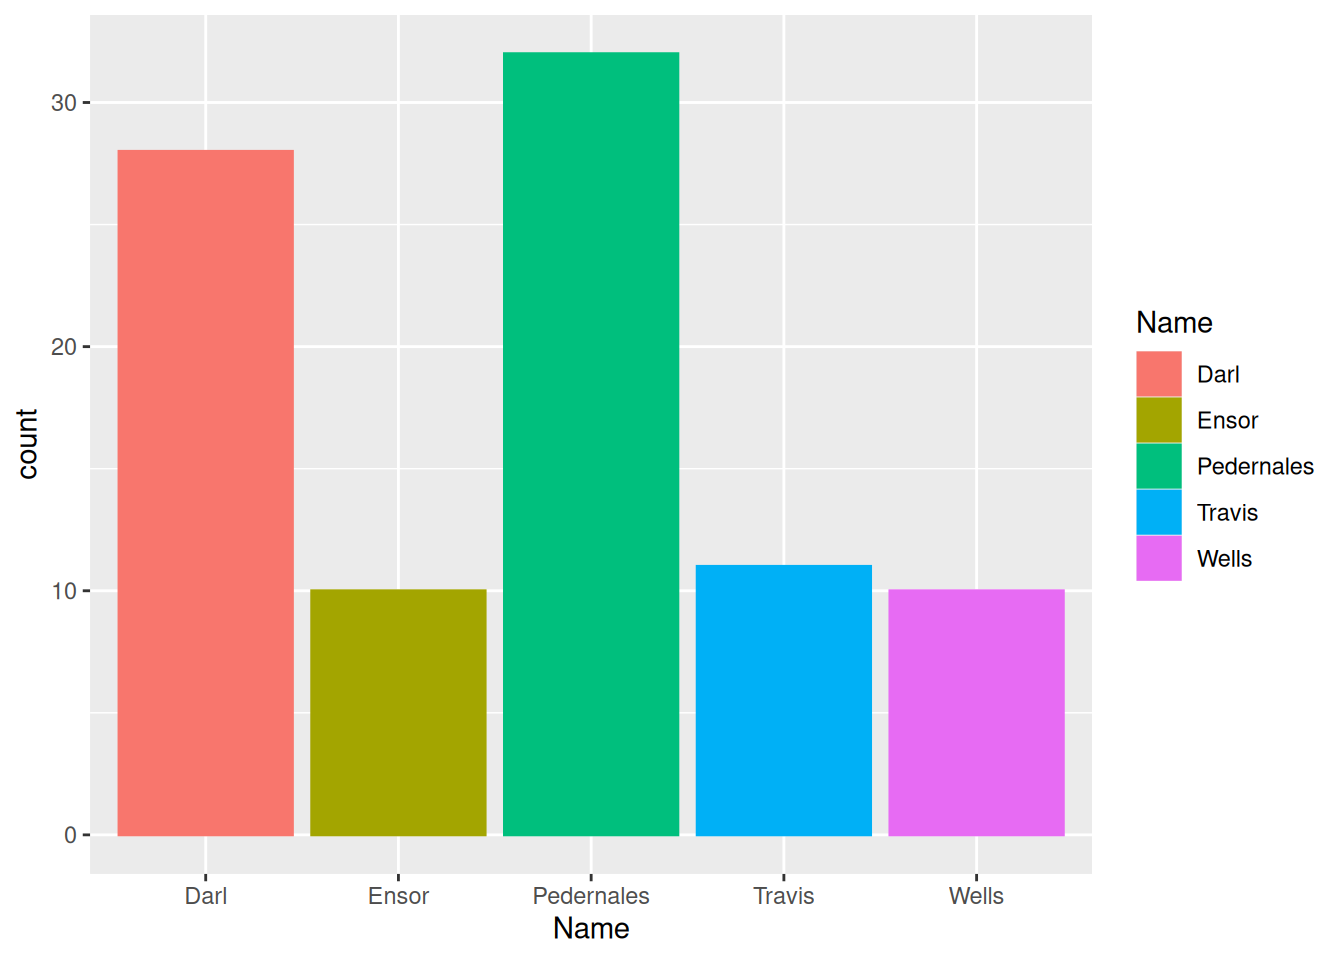 30
20
10
0
count
Darl
Ensor
Pedernales
Travis
Wells
Name
Name
Darl
Ensor
Pedernales
Travis
Wells